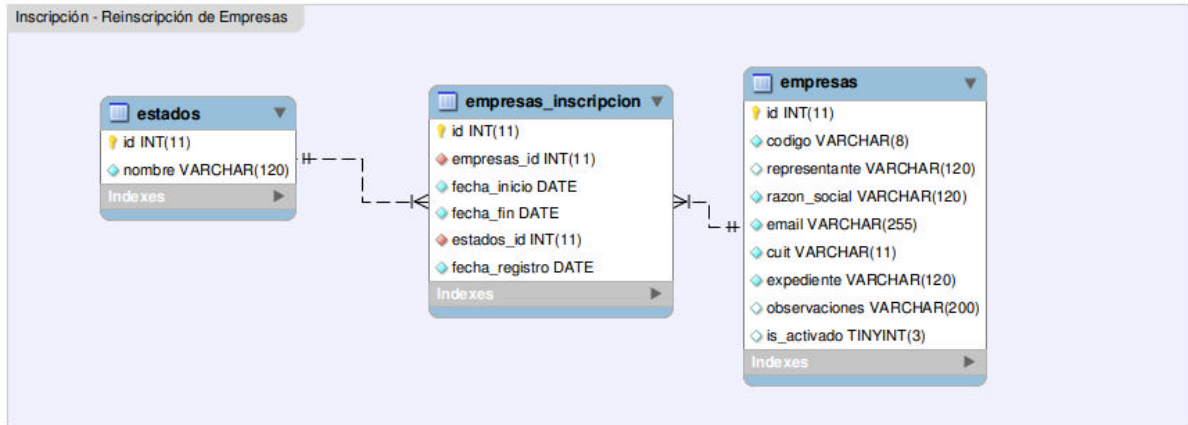 Inscripción - Reinscripción de Empresas
estados
id INT(11)
nombre VARCHAR(120)
Indexes
empresas_inscripcion
id INT(11)
empresas_id INT(11)
fecha_inicio DATE
fecha_fin DATE
estados_id INT(11)
fecha_registro DATE
Indexes
empresas
id INT(11)
codigo VARCHAR(8)
representante VARCHAR(120)
razon_social VARCHAR(120)
email VARCHAR(255)
cuit VARCHAR(11)
expediente VARCHAR(120)
observaciones VARCHAR(200)
is_activado TINYINT(3)
Indexes